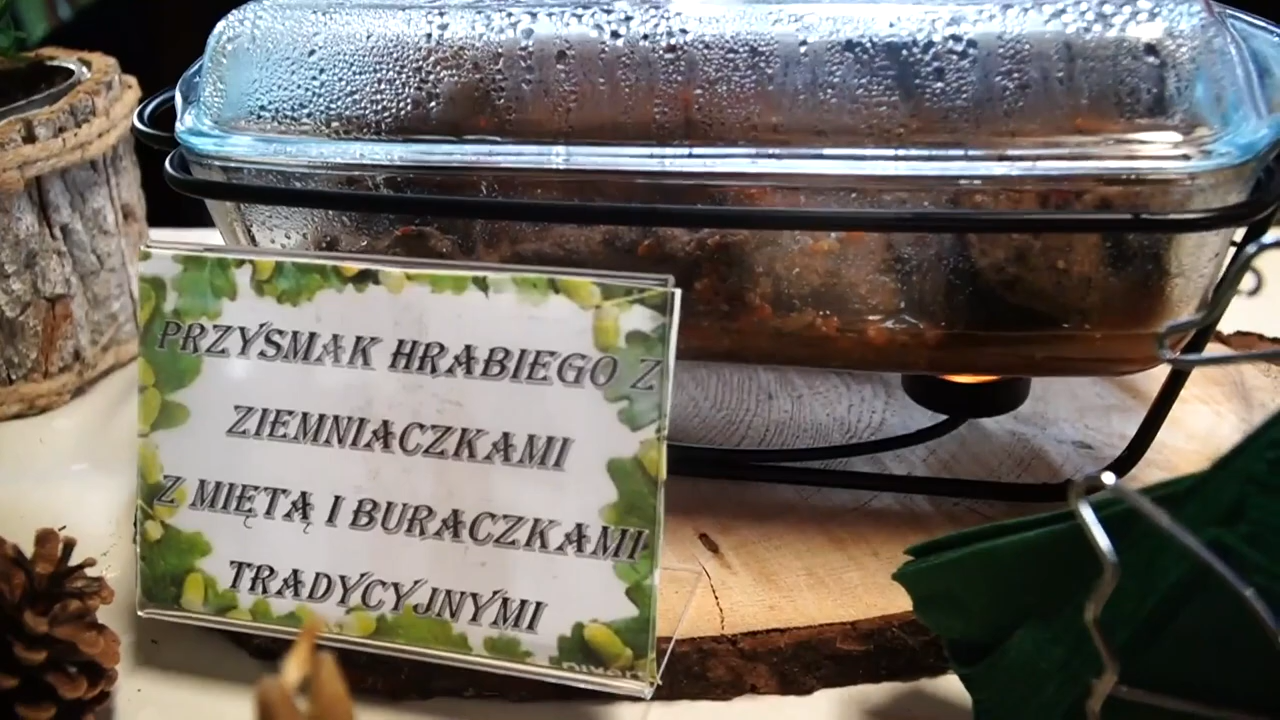 PRZYSMAK HRABIEGO Z
ZIEMNIACZKAMI
Z MIĘTĄ I BURACZKAMI
TRADYCYJNYMI